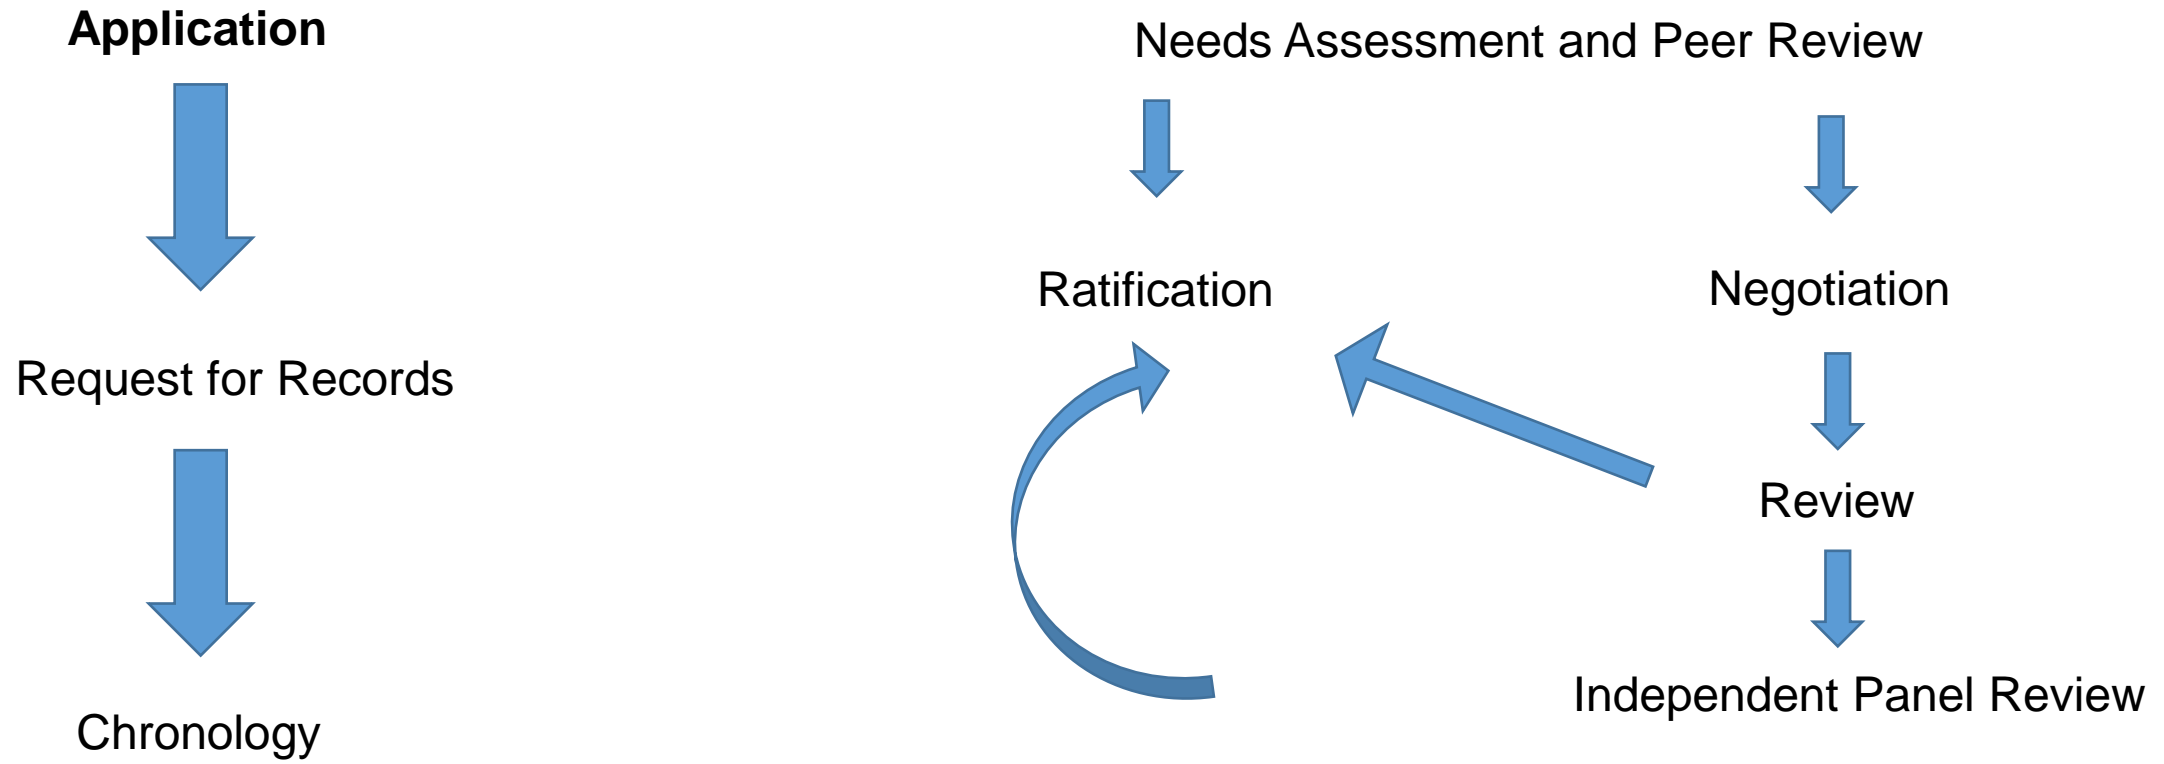 Application
Request for Records
Chronology
Needs Assessment and Peer Review
Ratification
Negotiation
Review
Independent Panel Review